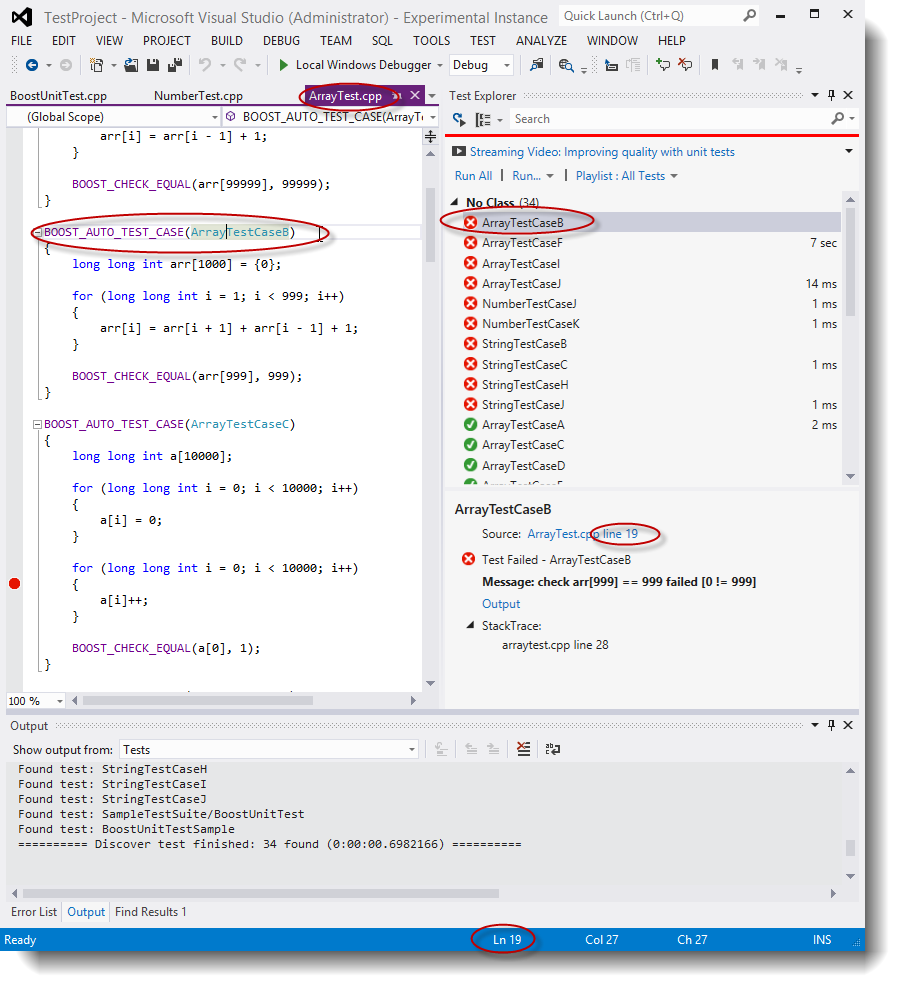 TestProject - Microsoft Visual Studio (Administrator) - Experimental Instance
Quick Launch (Ctrl+Q)
FILE EDIT VIEW PROJECT BUILD DEBUG TEAM SQL TOOLS TEST ANALYZE WINDOW HELP
Local Windows Debugger Debug
BoostUnitTest.cpp NumberTest.cpp ArrayTest.cpp
(Global Scope) BOOST_AUTO_TEST_CASE(ArrayTe
arr[i] = arr[i - 1] + 1;
}
BOOST_CHECK_EQUAL(arr[99999], 99999);
}
BOOST_AUTO_TEST_CASE(ArrayTestCaseB)
{
long long int arr[1000] = {0};
for (long long int i = 1; i < 999; i++)
{
arr[i] = arr[i + 1] + arr[i - 1] + 1;
}
BOOST_CHECK_EQUAL(arr[999], 999);
}
BOOST_AUTO_TEST_CASE(ArrayTestCaseC)
{
long long int a[10000];
for (long long int i = 0; i < 10000; i++)
{
a[i] = 0;
}
for (long long int i = 0; i < 10000; i++)
{
a[i]++;
}
BOOST_CHECK_EQUAL(a[0], 1);
}
100 %
Test Explorer
Search
Streaming Video: Improving quality with unit tests
Run All | Run... | Playlist : All Tests
No Class (34)
ArrayTestCaseB
ArrayTestCaseF 7 sec
ArrayTestCaseI
ArrayTestCaseJ 14 ms
NumberTestCaseJ 1 ms
NumberTestCaseK 1 ms
StringTestCaseB
StringTestCaseC 1 ms
StringTestCaseH
StringTestCaseJ 1 ms
ArrayTestCaseA 2 ms
ArrayTestCaseC
ArrayTestCaseD
ArrayTestCaseB
Source: ArrayTest.cpp line 19
Test Failed - ArrayTestCaseB
Message: check arr[999] == 999 failed [0 != 999]
Output
StackTrace:
arraytest.cpp line 28
Output
Show output from: Tests
Found test: StringTestCaseH
Found test: StringTestCaseI
Found test: StringTestCaseJ
Found test: SampleTestSuite/BoostUnitTest
Found test: BoostUnitTestSample
========== Discover test finished: 34 found (0:00:00.6982166) ==========
Error List Output Find Results 1
Ready Ln 19 Col 27 Ch 27 INS